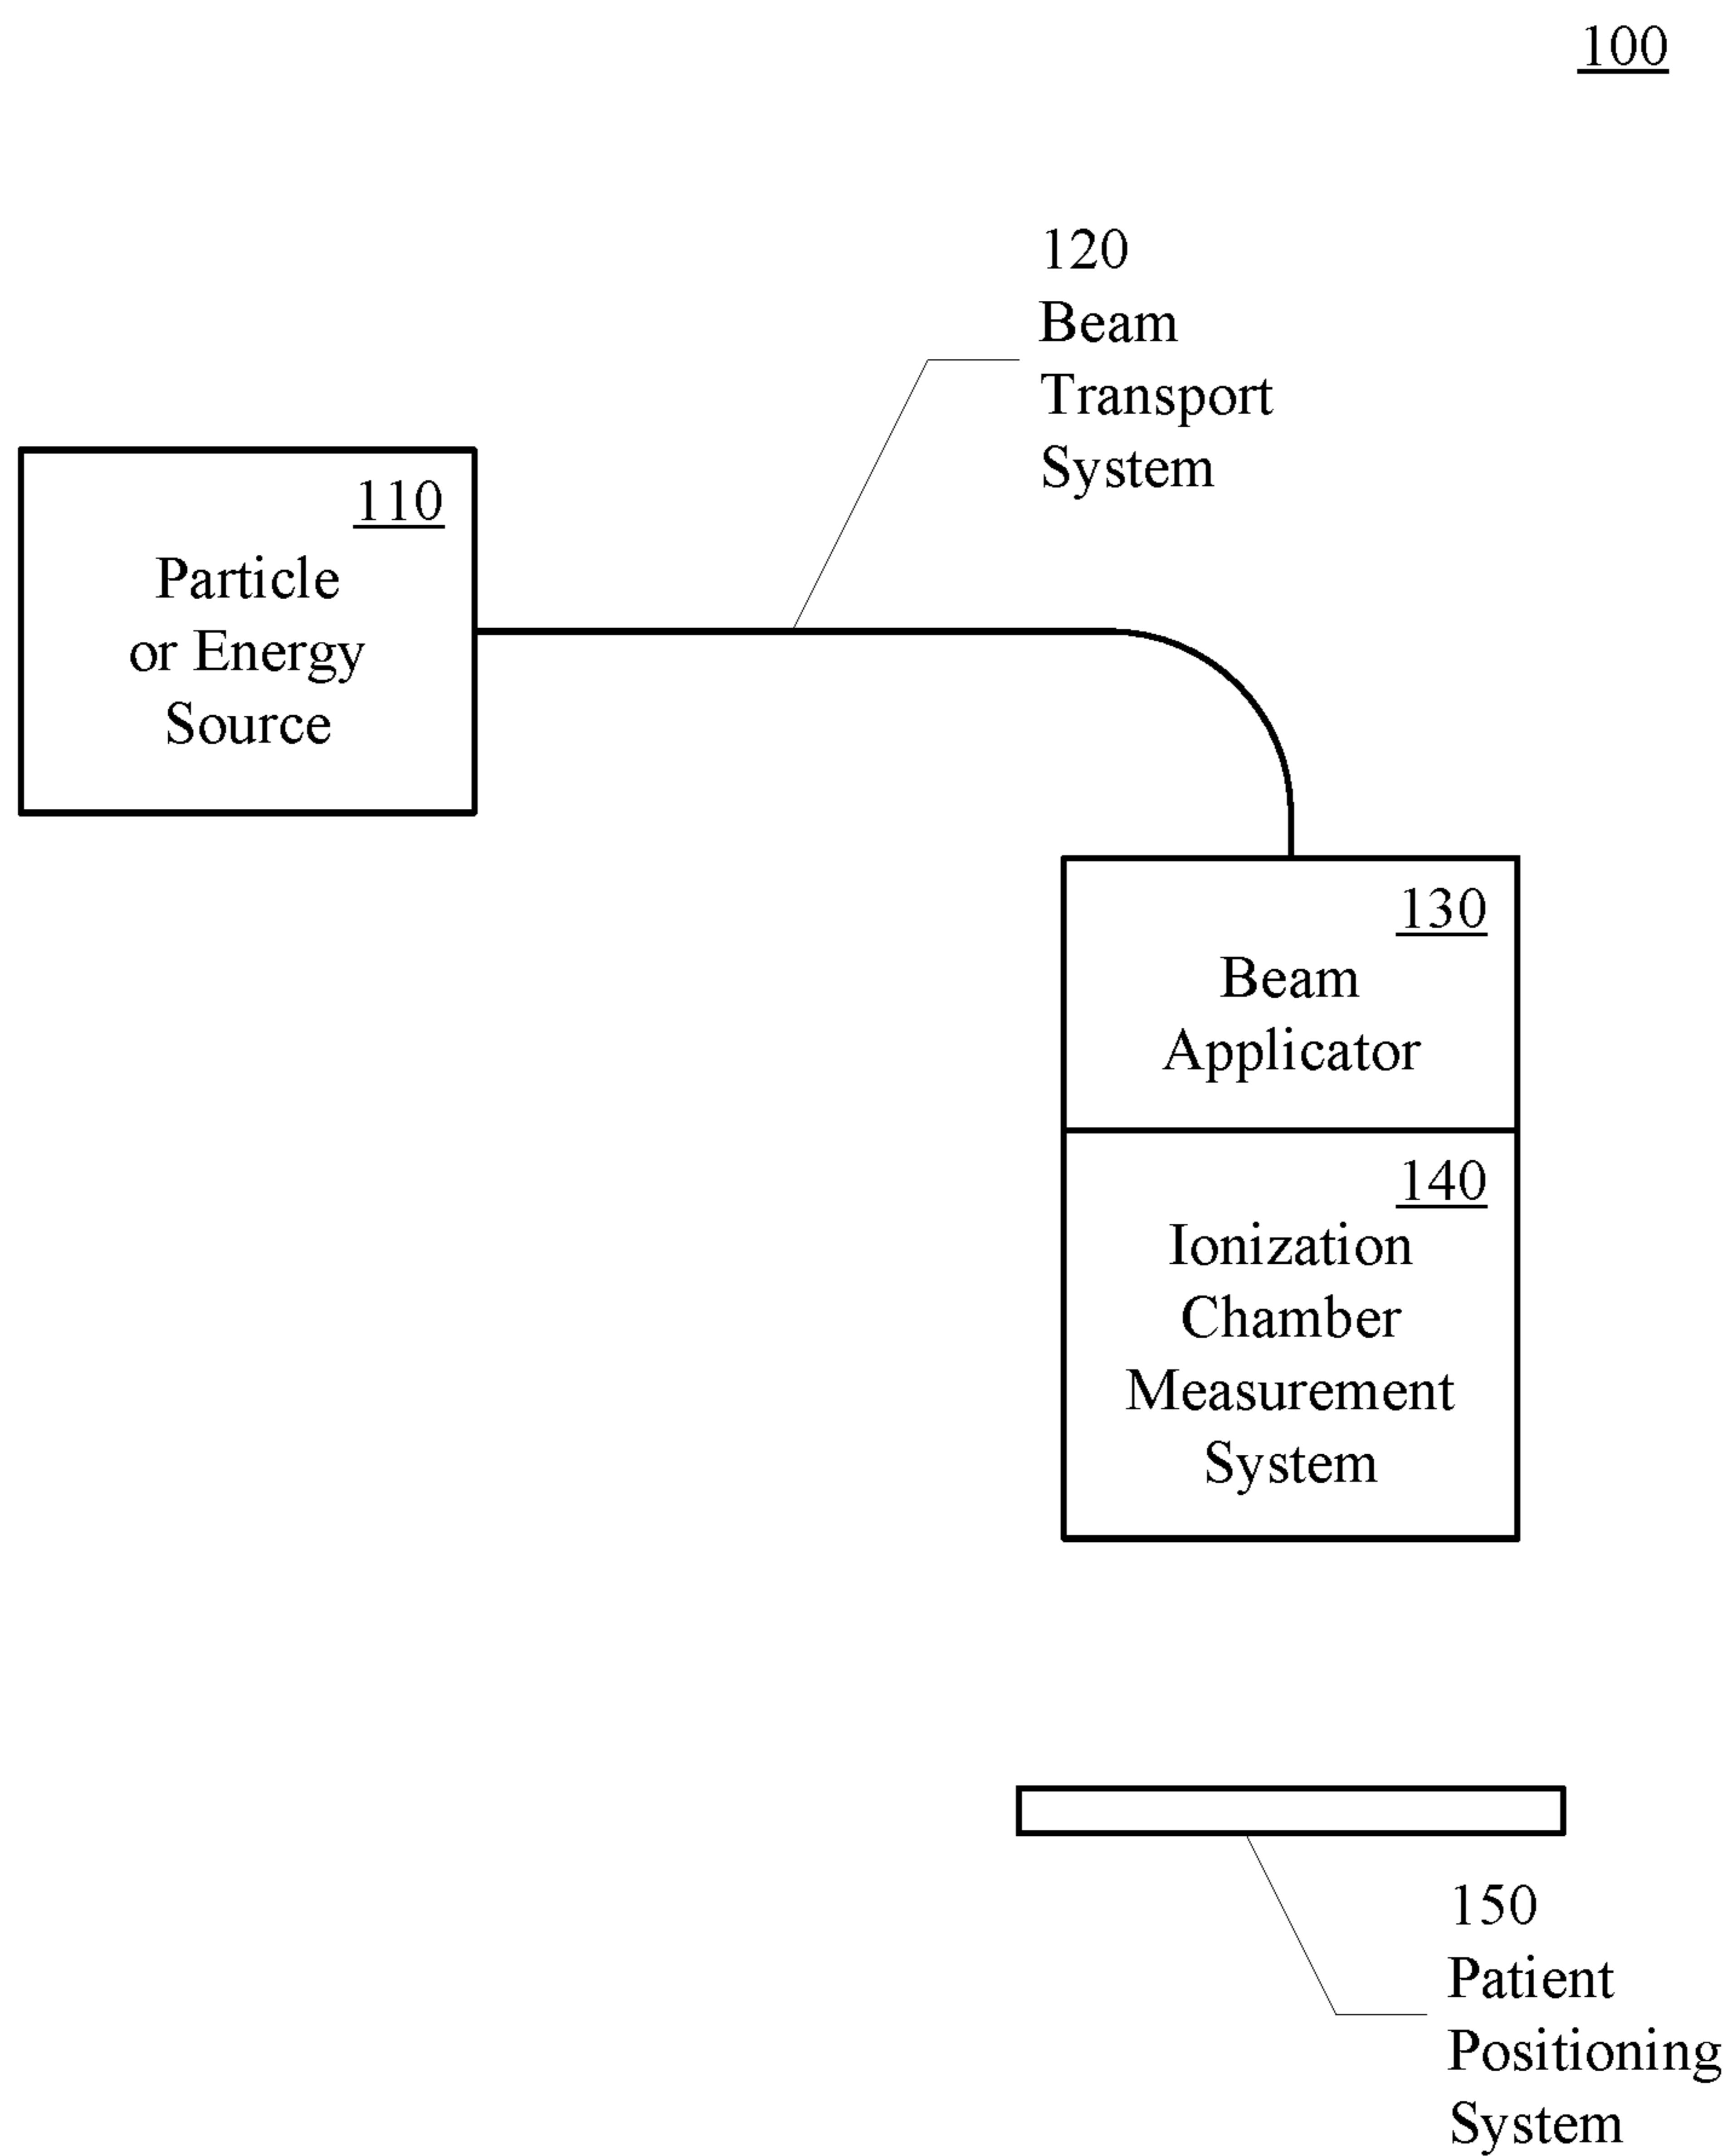 100
120
Beam
Transport
System
110
Particle
or Energy
Source
130
Beam
Applicator
140
Ionization
Chamber
Measurement
System
150
Patient
Positioning
System